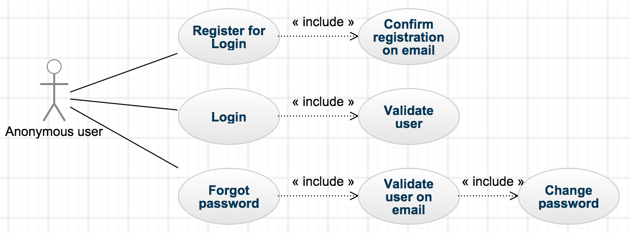 Register for
Login
« include »
Confirm
registration
on email
Anonymous user
Login
« include »
Validate
user
Forgot
password
« include »
Validate
user on
email
« include »
Change
password